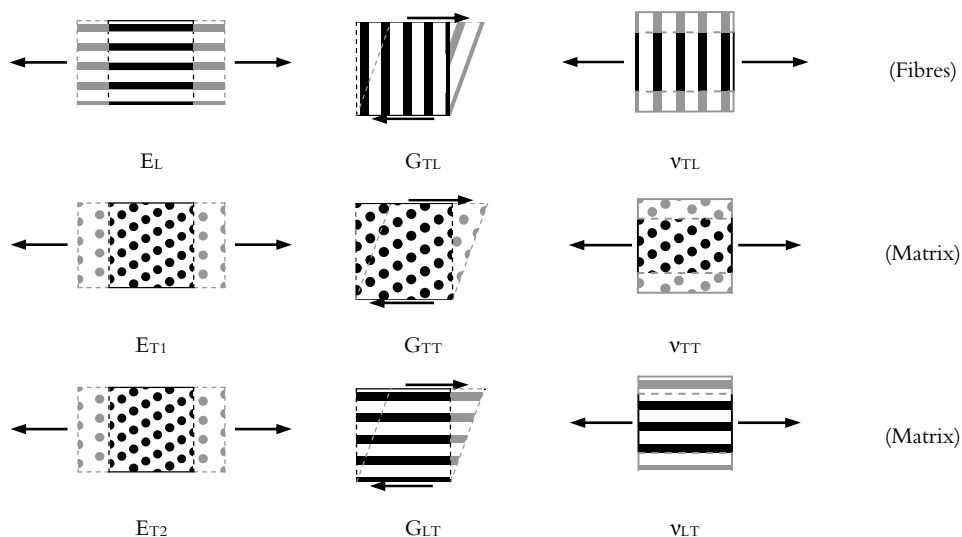 (Fibres)
EL GTL νTL
(Matrix)
ET1 GTT νTT
(Matrix)
ET2 GLT νLT